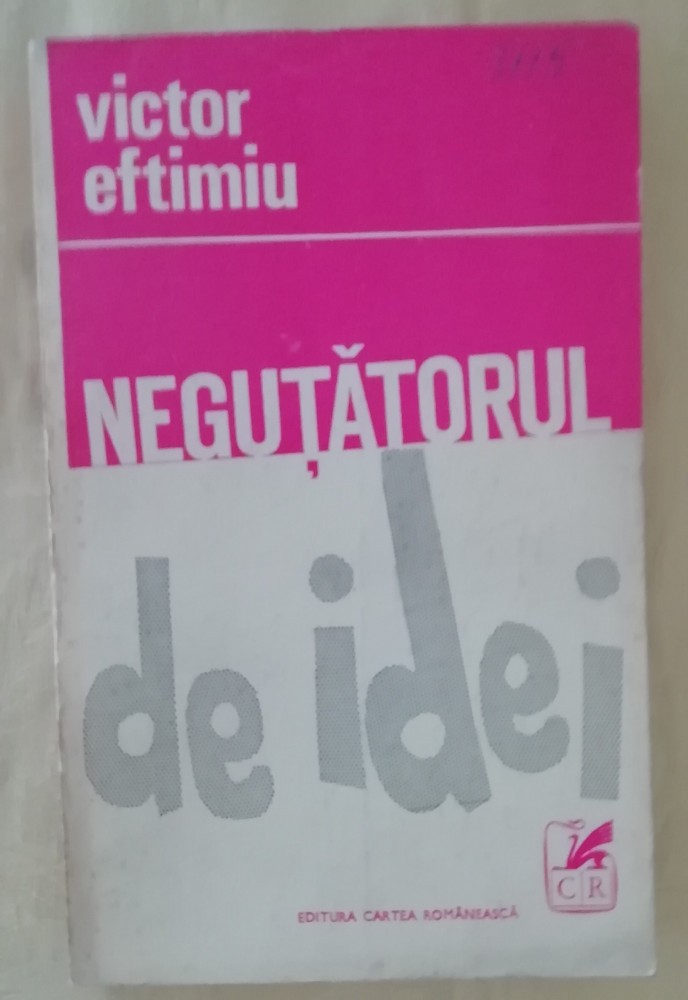 victor
eftimiu
NEGUȚĂTORUL
de idei
CR
EDITURA CARTEA ROMÂNEASCĂ